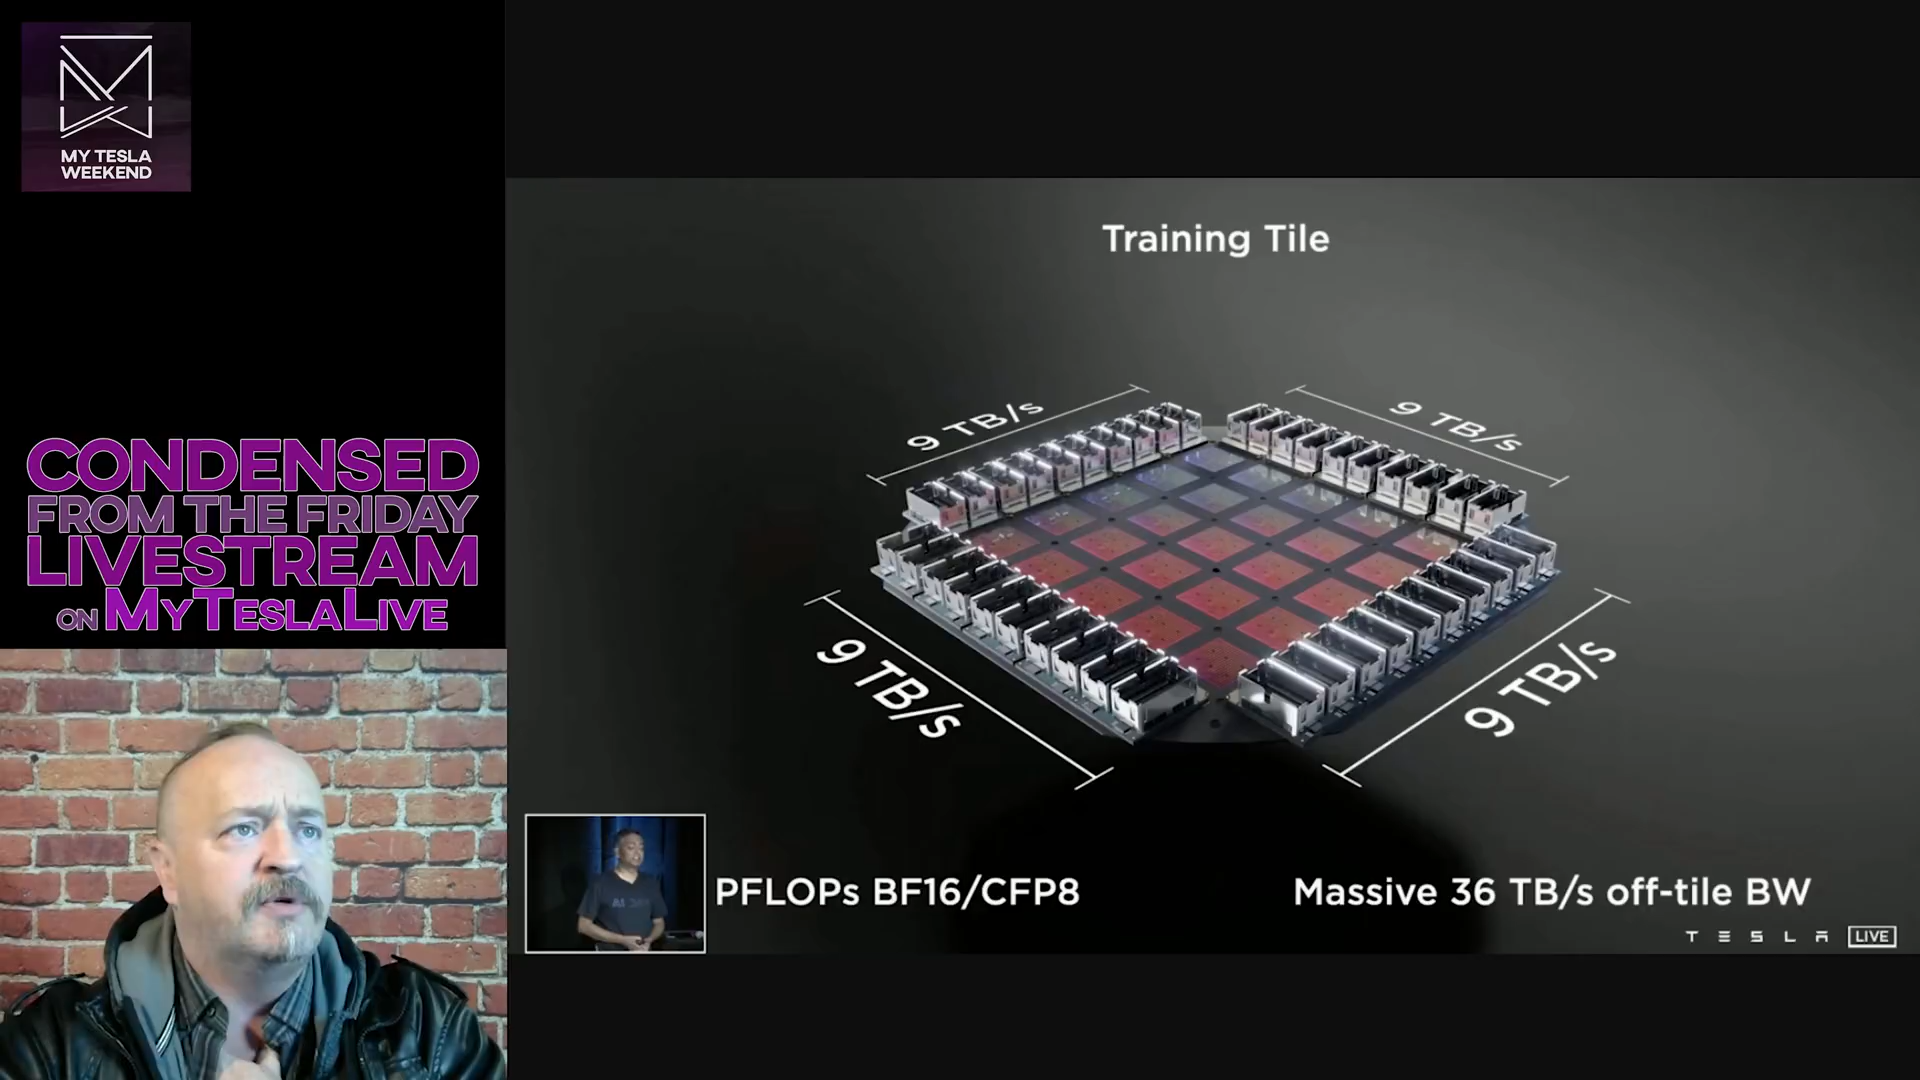 MY TESLA
WEEKEND
CONDENSED
FROM THE FRIDAY
LIVESTREAM
ON MYTESLALIVE
Training Tile
9 TB/s
9 TB/s
9 TB/s
9 TB/s
PFLOPs BF16/CFP8
Massive 36 TB/s off-tile BW
TESLA LIVE